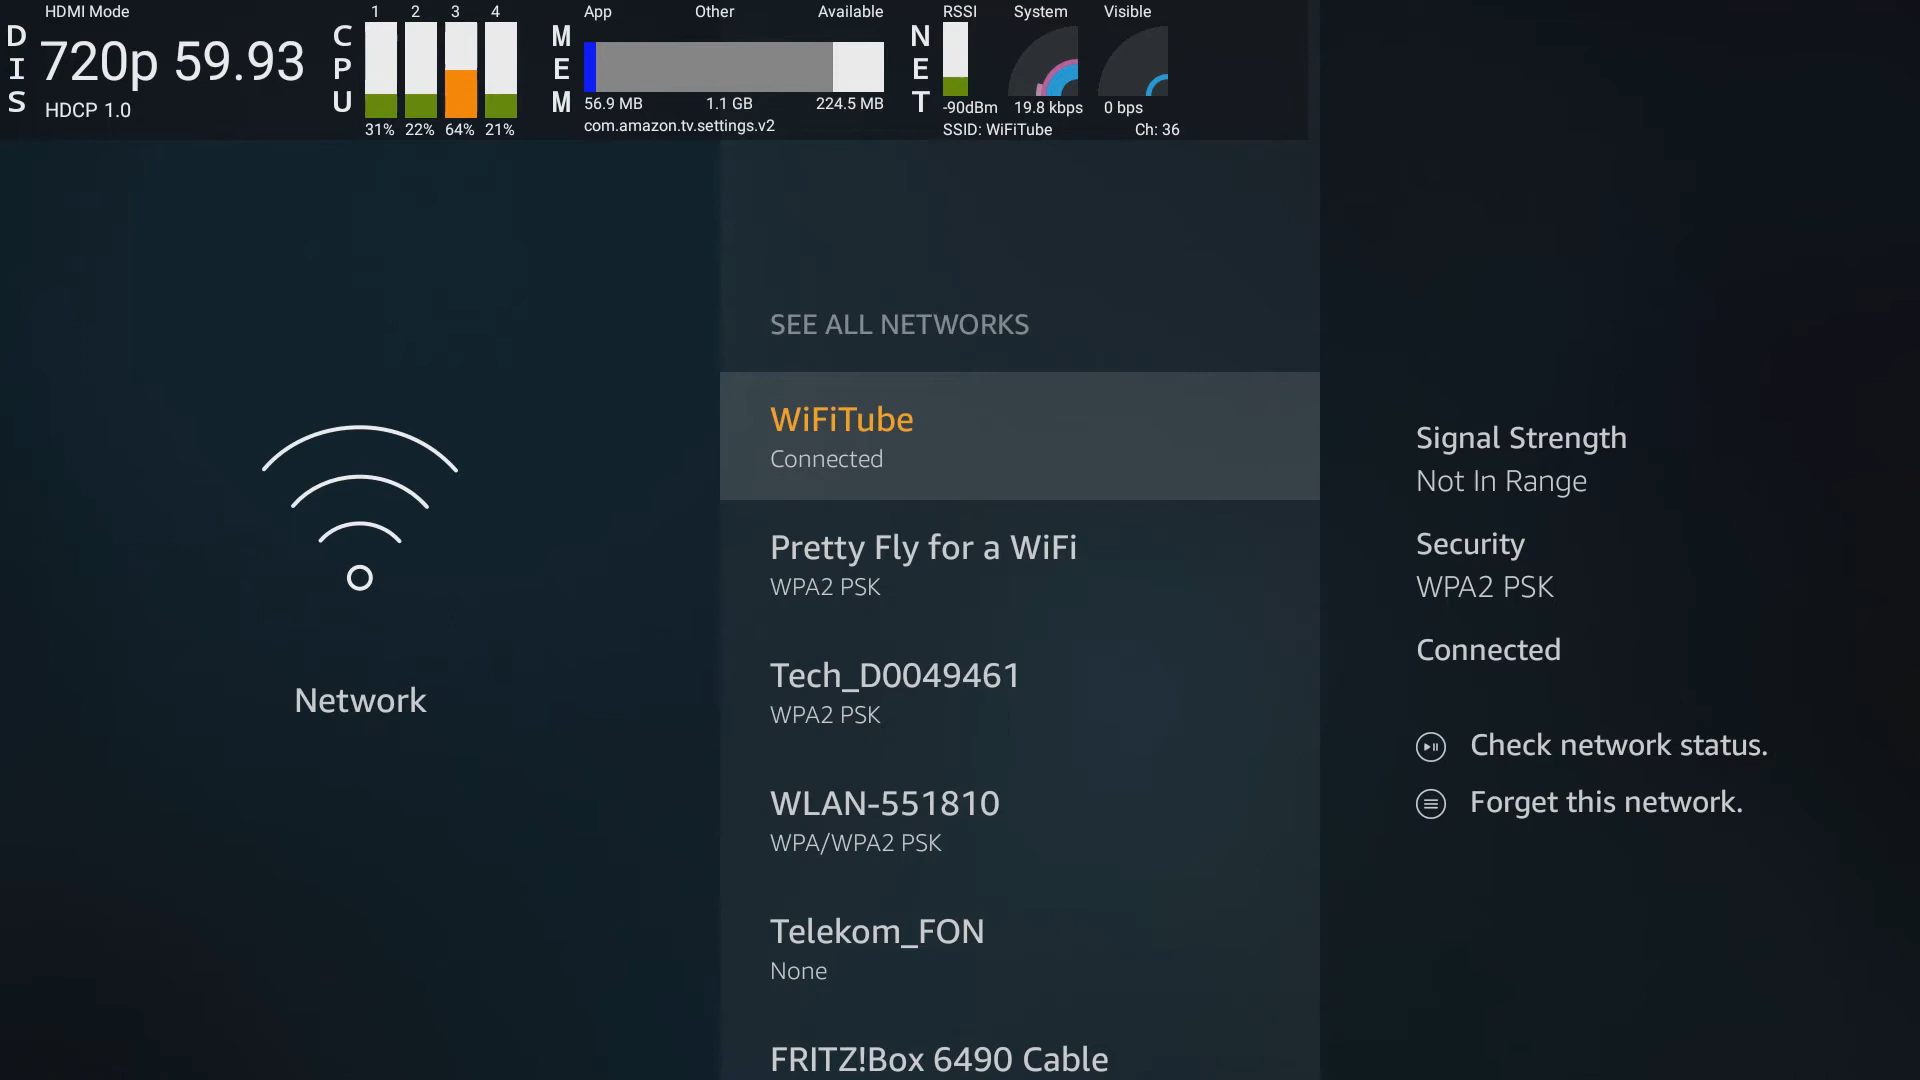 HDMI Mode
DIS
720p 59.93
HDCP 1.0
CPU
1 2 3 4
31% 22% 64% 21%
MEM
App Other Available
56.9 MB 1.1 GB 224.5 MB
com.amazon.tv.settings.v2
NET
RSSI System Visible
-90dBm 19.8 kbps 0 bps
SSID: WiFiTube Ch: 36
Network
SEE ALL NETWORKS
WiFiTube
Connected
Pretty Fly for a WiFi
WPA2 PSK
Tech_D0049461
WPA2 PSK
WLAN-551810
WPA/WPA2 PSK
Telekom_FON
None
FRITZ!Box 6490 Cable
Signal Strength
Not In Range
Security
WPA2 PSK
Connected
Check network status.
Forget this network.